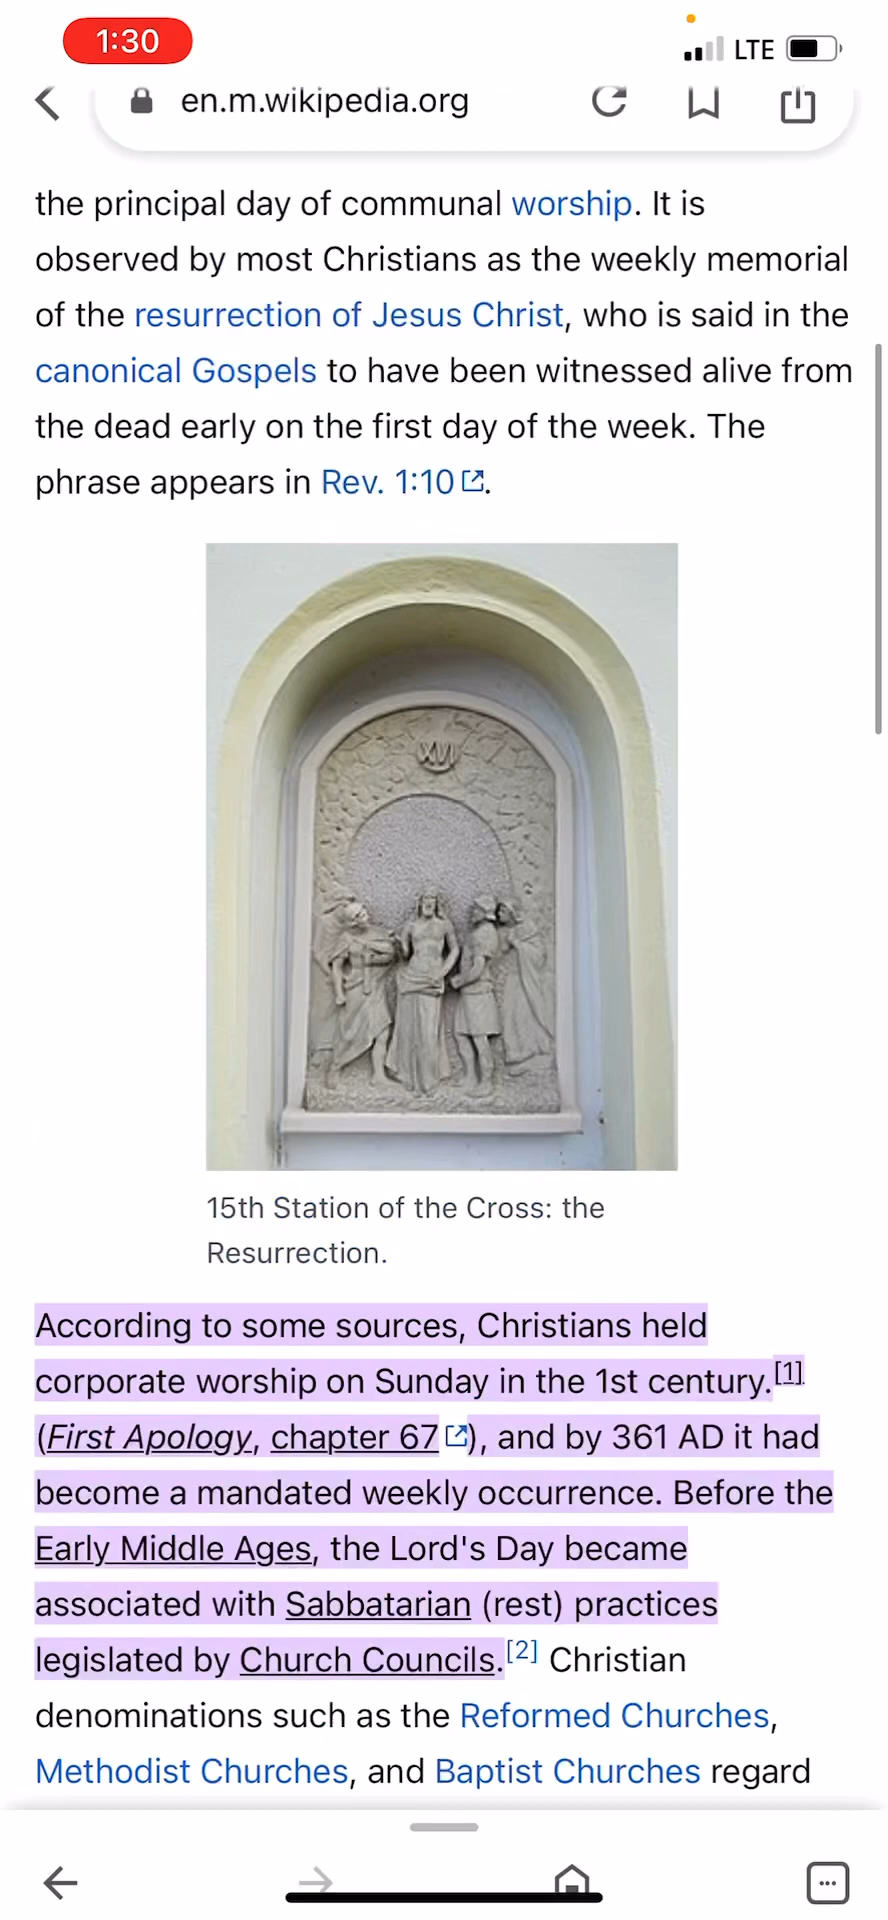 1:30
LTE
en.m.wikipedia.org
the principal day of communal worship. It is
observed by most Christians as the weekly memorial
of the resurrection of Jesus Christ, who is said in the
canonical Gospels to have been witnessed alive from
the dead early on the first day of the week. The
phrase appears in Rev. 1:10.
XVI
15th Station of the Cross: the
Resurrection.
According to some sources, Christians held
corporate worship on Sunday in the 1st century.[1]
(First Apology, chapter 67), and by 361 AD it had
become a mandated weekly occurrence. Before the
Early Middle Ages, the Lord's Day became
associated with Sabbatarian (rest) practices
legislated by Church Councils.[2] Christian
denominations such as the Reformed Churches,
Methodist Churches, and Baptist Churches regard